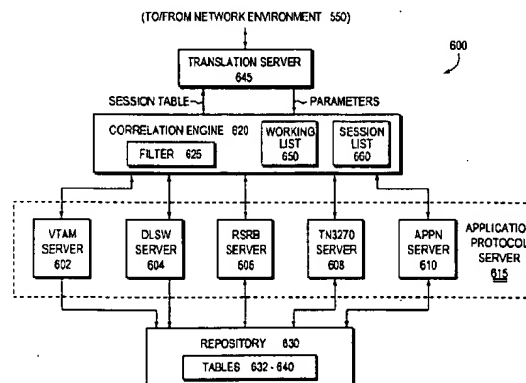 (TO/FROM NETWORK ENVIRONMENT 550)
600
TRANSLATION SERVER
645
SESSION TABLE
PARAMETERS
CORRELATION ENGINE 620
FILTER 625
WORKING
LIST
650
SESSION
LIST
660
VTAM
SERVER
602
DLSW
SERVER
604
RSRB
SERVER
606
TN3270
SERVER
608
APPN
SERVER
610
APPLICATION
PROTOCOL
SERVER
615
REPOSITORY 630
TABLES 632 - 640